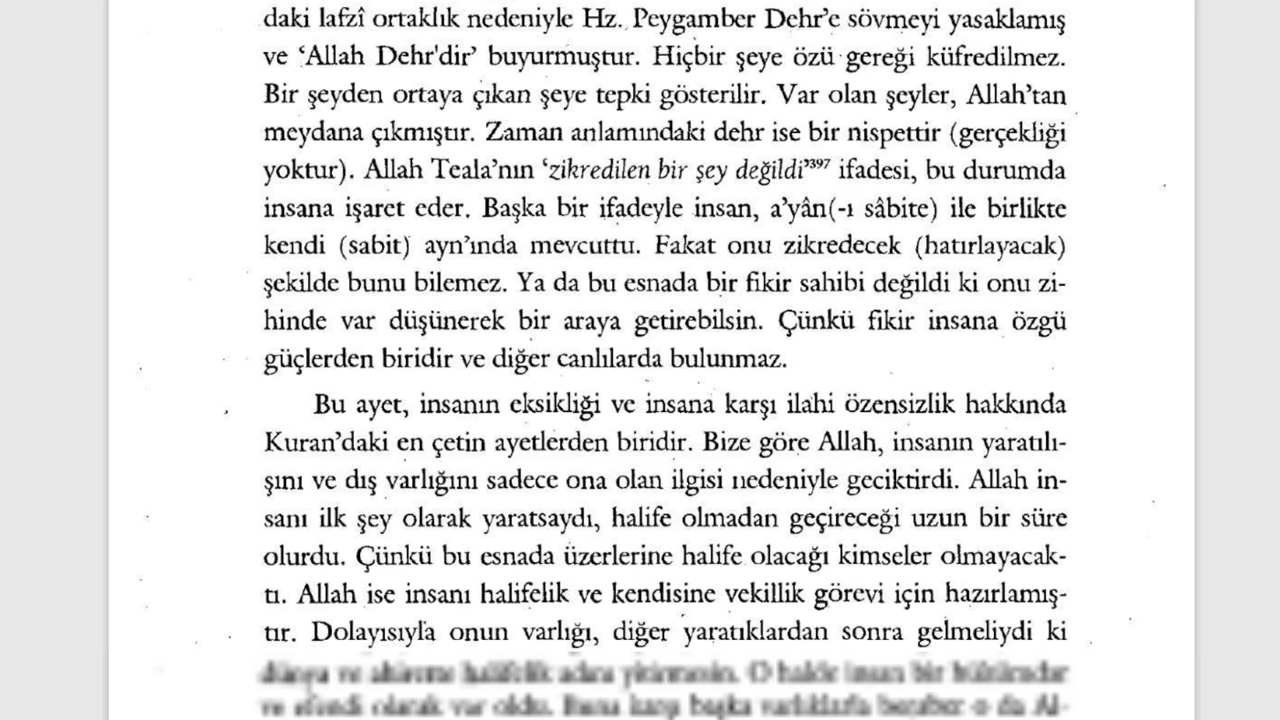 daki lafzî ortaklık nedeniyle Hz. Peygamber Dehr’e sövmeyi yasaklamış
ve ‘Allah Dehr'dir’ buyurmuştur. Hiçbir şeye özü gereği küfredilmez.
Bir şeyden ortaya çıkan şeye tepki gösterilir. Var olan şeyler, Allah’tan
meydana çıkmıştır. Zaman anlamındaki dehr ise bir nispettir (gerçekliği
yoktur). Allah Teala’nın ‘zikredilen bir şey değildi’³⁹⁷ ifadesi, bu durumda
insana işaret eder. Başka bir ifadeyle insan, a’yân(-ı sâbite) ile birlikte
kendi (sabit) ayn’ında mevcuttu. Fakat onu zikredecek (hatırlayacak)
şekilde bunu bilemez. Ya da bu esnada bir fikir sahibi değildi ki onu zi-
hinde var düşünerek bir araya getirebilsin. Çünkü fikir insana özgü
güçlerden biridir ve diğer canlılarda bulunmaz.
Bu ayet, insanın eksikliği ve insana karşı ilahi özensizlik hakkında
Kuran’daki en çetin ayetlerden biridir. Bize göre Allah, insanın yaratılı-
şını ve dış varlığını sadece ona olan ilgisi nedeniyle geciktirdi. Allah in-
sanı ilk şey olarak yaratsaydı, halife olmadan geçireceği uzun bir süre
olurdu. Çünkü bu esnada üzerlerine halife olacağı kimseler olmayacak-
tı. Allah ise insanı halifelik ve kendisine vekillik görevi için hazırlamış-
tır. Dolayısıyla onun varlığı, diğer yaratıklardan sonra gelmeliydi ki